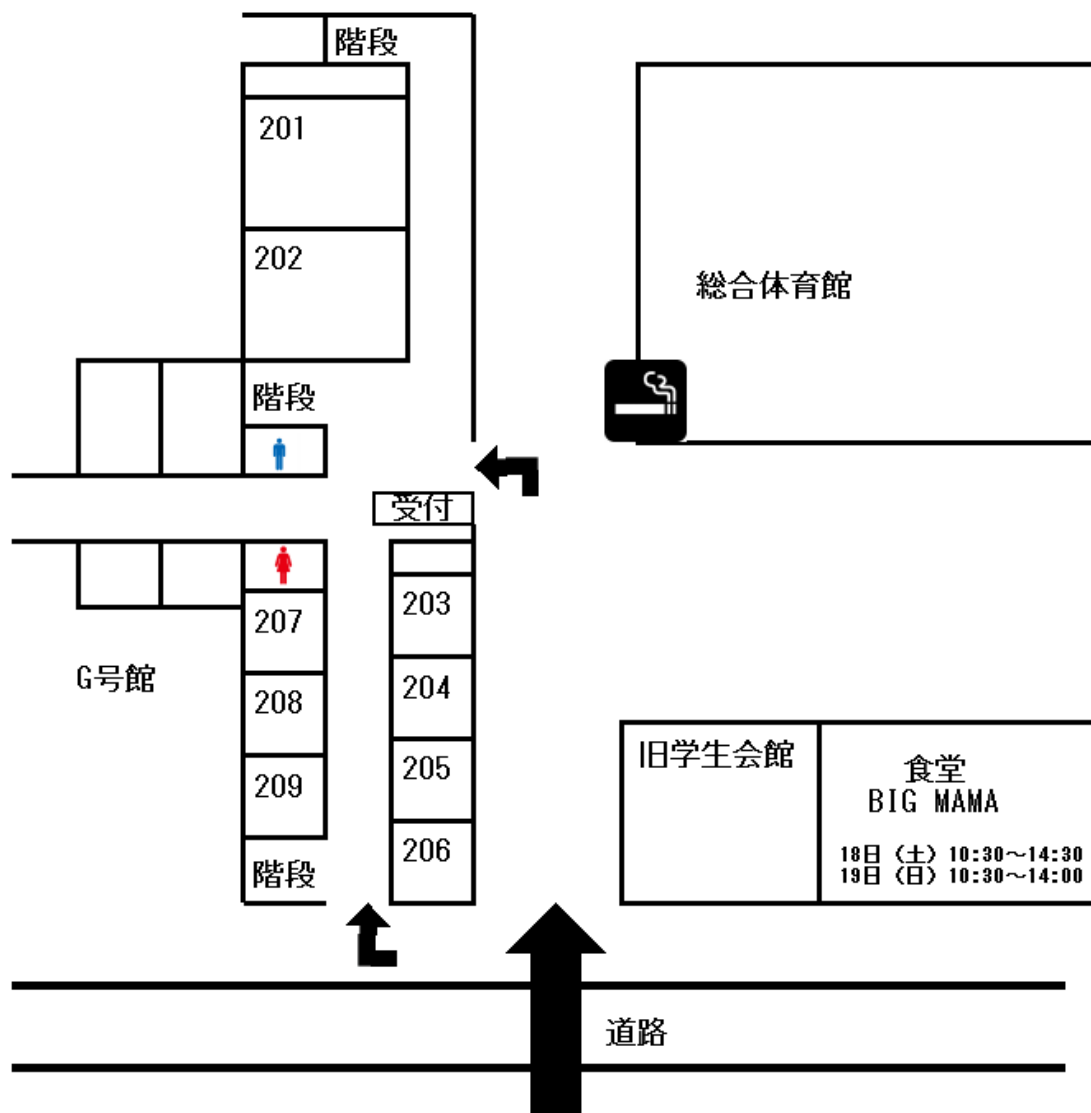 階段
201
202
総合体育館
階段
受付
203
207
204
G号館
208
205
旧学生会館
食堂
BIG MAMA
209
206
18日（土）10:30～14:30
19日（日）10:30～14:00
階段
道路